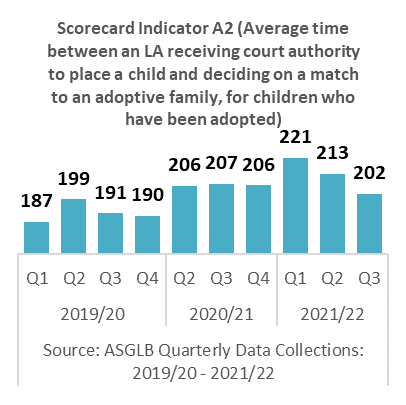 Scorecard Indicator A2 (Average time
between an LA receiving court authority
to place a child and deciding on a match
to an adoptive family, for children who
have been adopted)
187 199 191 190 206 207 206 221 213 202
Q1 Q2 Q3 Q4 Q2 Q3 Q4 Q1 Q2 Q3
2019/20 2020/21 2021/22
Source: ASGLB Quarterly Data Collections:
2019/20 - 2021/22